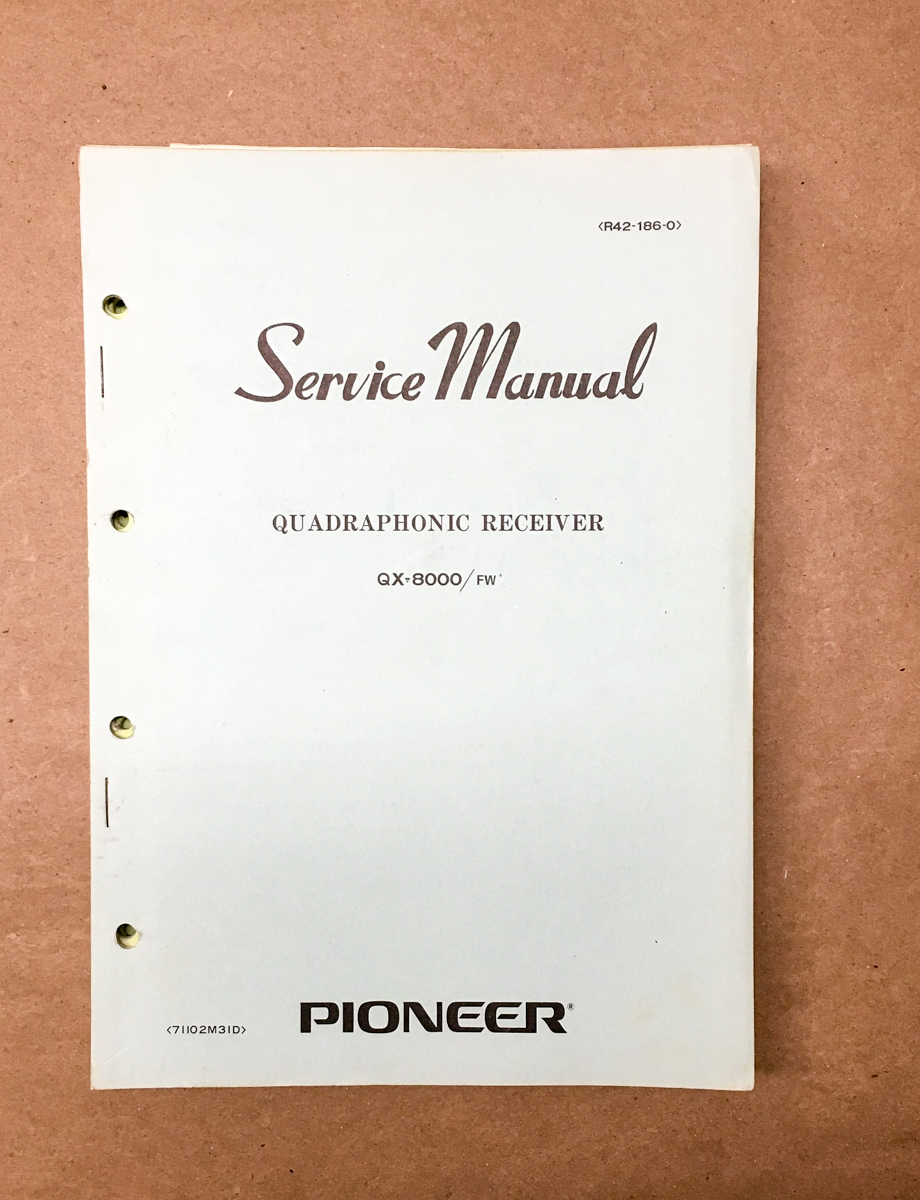 <R42-186-0>
Service Manual
QUADRAPHONIC RECEIVER
QX-8000/FW
<71102M31D>
PIONEER®